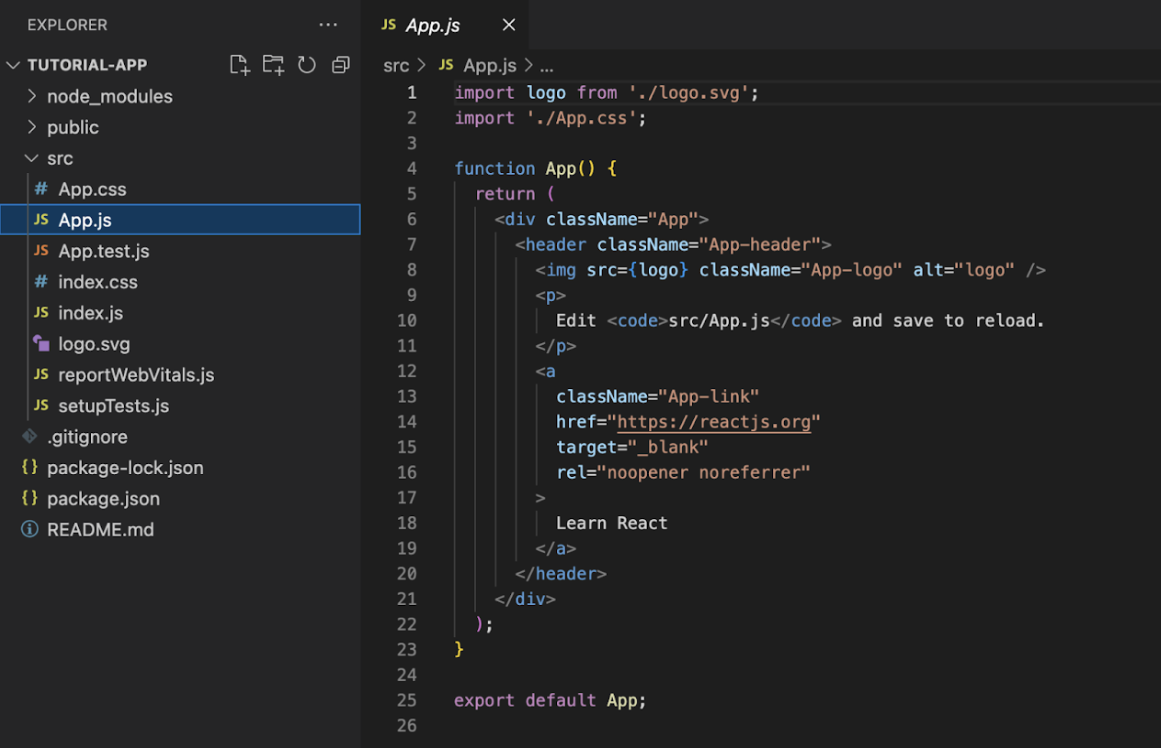 EXPLORER ···
TUTORIAL-APP
node_modules
public
src
# App.css
JS App.js
JS App.test.js
# index.css
JS index.js
logo.svg
JS reportWebVitals.js
JS setupTests.js
.gitignore
{} package-lock.json
{} package.json
README.md
JS App.js
src > JS App.js > ...
1 import logo from './logo.svg';
2 import './App.css';
3
4 function App() {
5   return (
6     <div className="App">
7       <header className="App-header">
8         <img src={logo} className="App-logo" alt="logo" />
9         <p>
10           Edit <code>src/App.js</code> and save to reload.
11         </p>
12         <a
13           className="App-link"
14           href="https://reactjs.org"
15           target="_blank"
16           rel="noopener noreferrer"
17         >
18           Learn React
19         </a>
20       </header>
21     </div>
22   );
23 }
24
25 export default App;
26